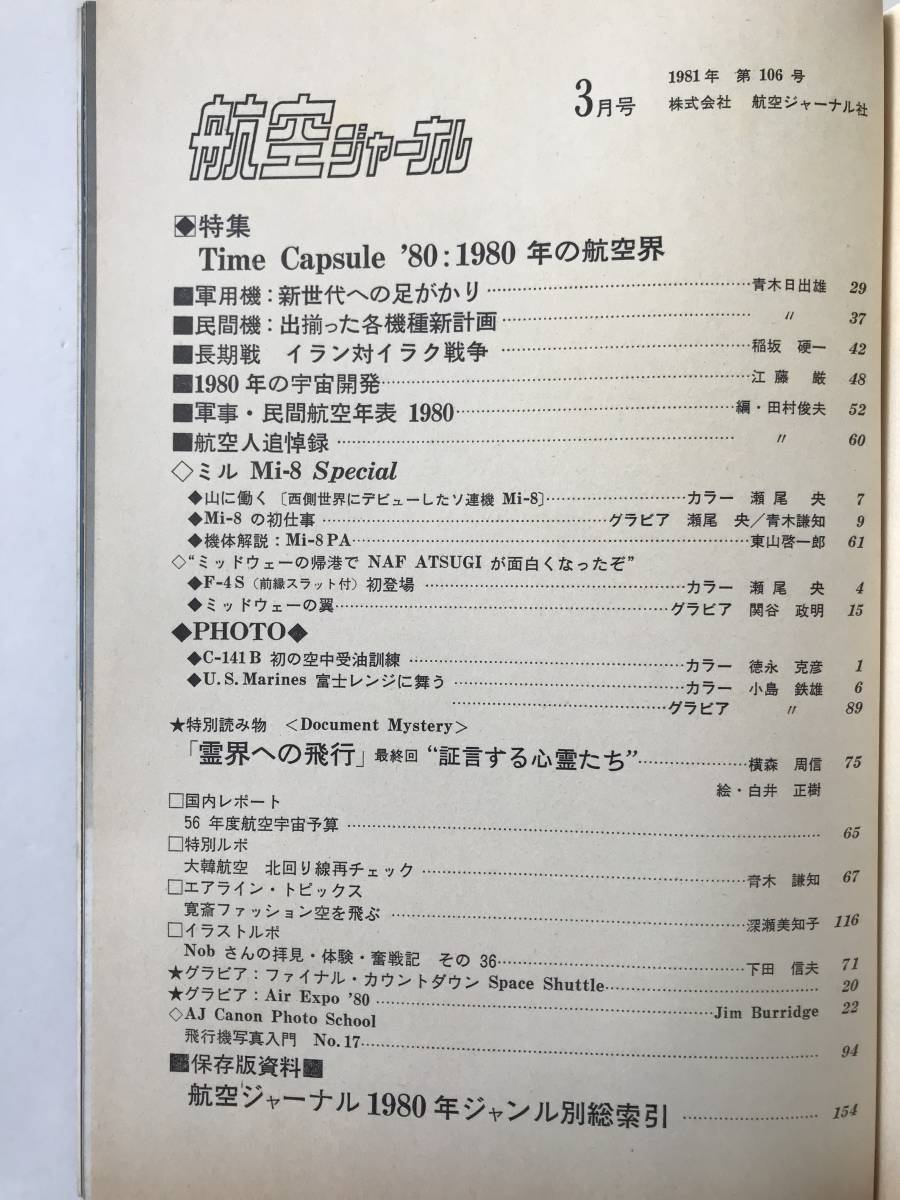 航空ジャーナル
3月号
1981年 第106号
株式会社 航空ジャーナル社
◆特集
Time Capsule '80:1980年の航空界
■軍用機:新世代への足がかり……青木日出雄 29
■民間機:出揃った各機種新計画……〃 37
■長期戦 イラン対イラク戦争……稲坂 硬一 42
■1980年の宇宙開発……江藤 巌 48
■軍事・民間航空年表 1980……編・田村俊夫 52
■航空人追悼録……〃 60
◇ミル Mi-8 Special
◆山に働く〔西側世界にデビューしたソ連機 Mi-8〕……カラー 瀬尾 央 7
◆Mi-8の初仕事……グラビア 瀬尾 央/青木謙知 9
◆機体解説:Mi-8PA……東山啓一郎 61
◇“ミッドウェーの帰港で NAF ATSUGI が面白くなったぞ”
◆F-4S(前縁スラット付)初登場……カラー 瀬尾 央 4
◆ミッドウェーの翼……グラビア 関谷 政明 15
◆PHOTO◆
◆C-141B 初の空中受油訓練……カラー 徳永 克彦 1
◆U.S.Marines 富士レンジに舞う……カラー 小島 鉄雄 6
……グラビア 〃 89
★特別読み物 <Document Mystery>
「霊界への飛行」最終回 “証言する心霊たち”……横森 周信 75
絵・白井 正樹
□国内レポート
56年度航空宇宙予算……65
□特別ルポ
大韓航空 北回り線再チェック……青木 謙知 67
□エアライン・トピックス
寛斎ファッション空を飛ぶ……深瀬美知子 116
□イラストルポ
Nobさんの拝見・体験・奮戦記 その36……下田 信夫 71
★グラビア:ファイナル・カウントダウン Space Shuttle……20
★グラビア:Air Expo '80……Jim Burridge 22
◇AJ Canon Photo School
飛行機写真入門 No.17……94
■保存版資料■
航空ジャーナル1980年ジャンル別総索引……154